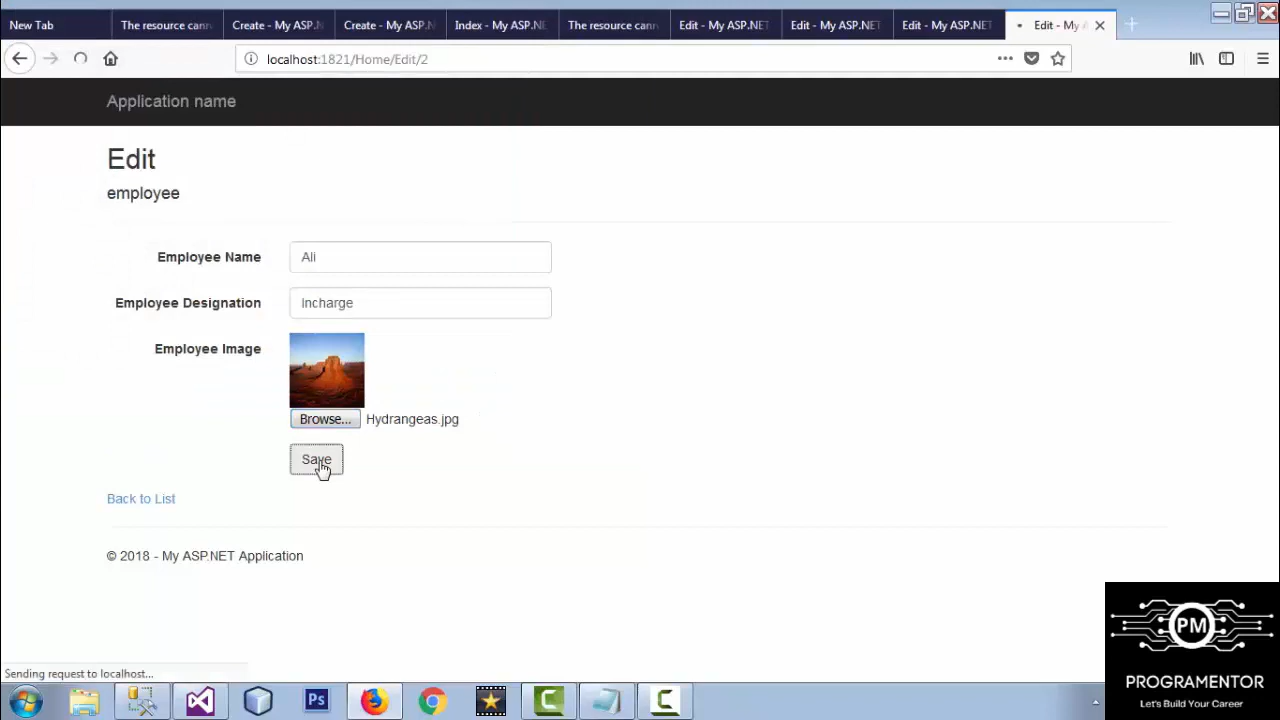 New Tab
The resource cann
Create - My ASP.N
Create - My ASP.N
Index - My ASP.NE
The resource cann
Edit - My ASP.NET
Edit - My ASP.NET
Edit - My ASP.NET
Edit - My A
localhost:1821/Home/Edit/2
Application name
Edit
employee
Employee Name
Ali
Employee Designation
Incharge
Employee Image
Browse... Hydrangeas.jpg
Save
Back to List
© 2018 - My ASP.NET Application
Sending request to localhost...
Ps
PM
PROGRAMENTOR
Let's Build Your Career